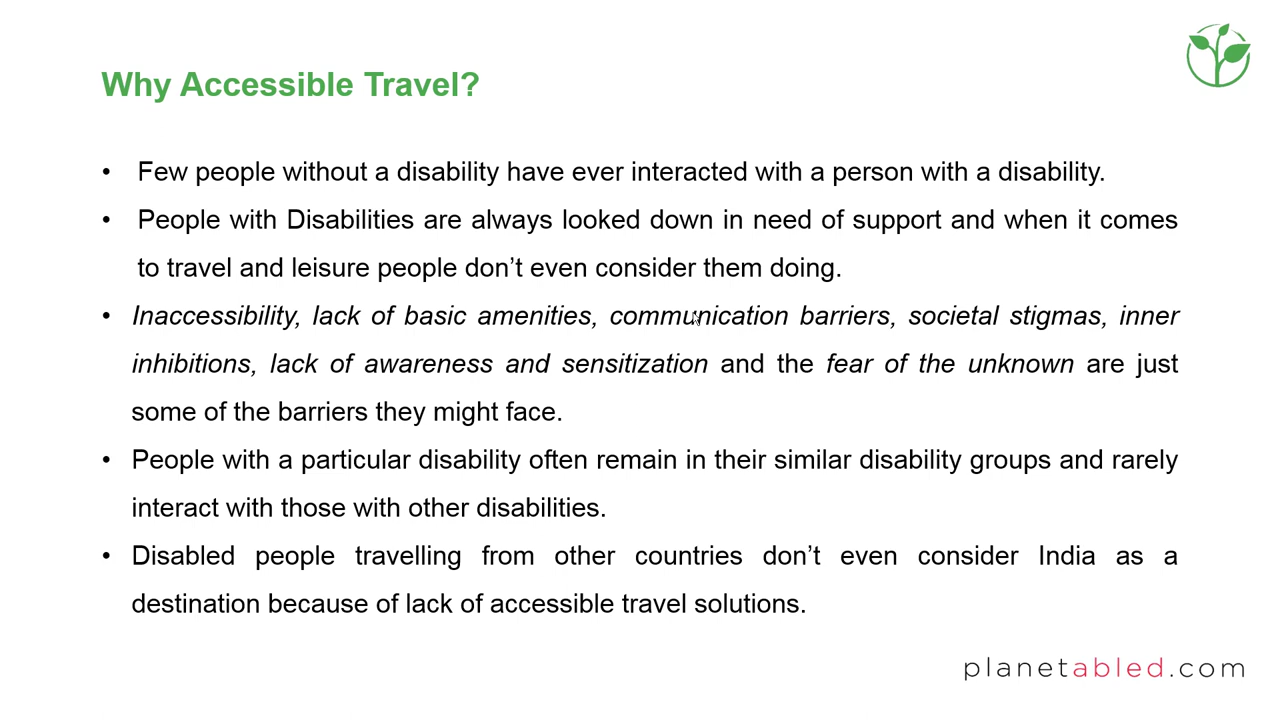 Why Accessible Travel?
• Few people without a disability have ever interacted with a person with a disability.
• People with Disabilities are always looked down in need of support and when it comes
to travel and leisure people don’t even consider them doing.
• Inaccessibility, lack of basic amenities, communication barriers, societal stigmas, inner
inhibitions, lack of awareness and sensitization and the fear of the unknown are just
some of the barriers they might face.
• People with a particular disability often remain in their similar disability groups and rarely
interact with those with other disabilities.
• Disabled people travelling from other countries don’t even consider India as a
destination because of lack of accessible travel solutions.
planetabled.com